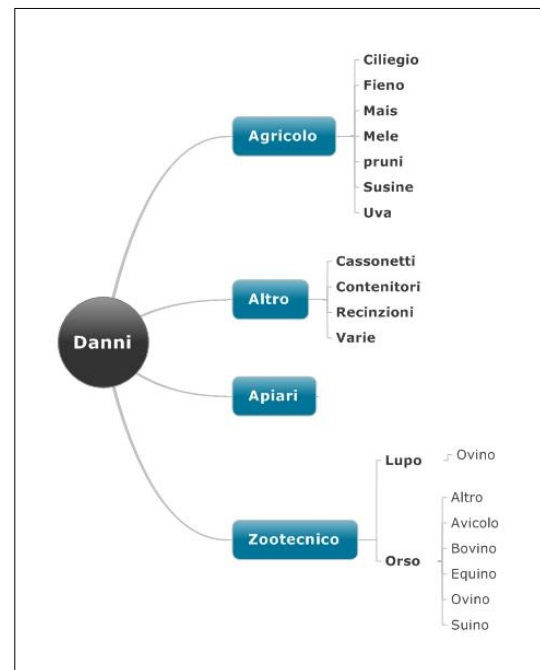 Danni
Agricolo
Ciliegio
Fieno
Mais
Mele
pruni
Susine
Uva
Altro
Cassonetti
Contenitori
Recinzioni
Varie
Apiari
Zootecnico
Lupo
Ovino
Orso
Altro
Avicolo
Bovino
Equino
Ovino
Suino